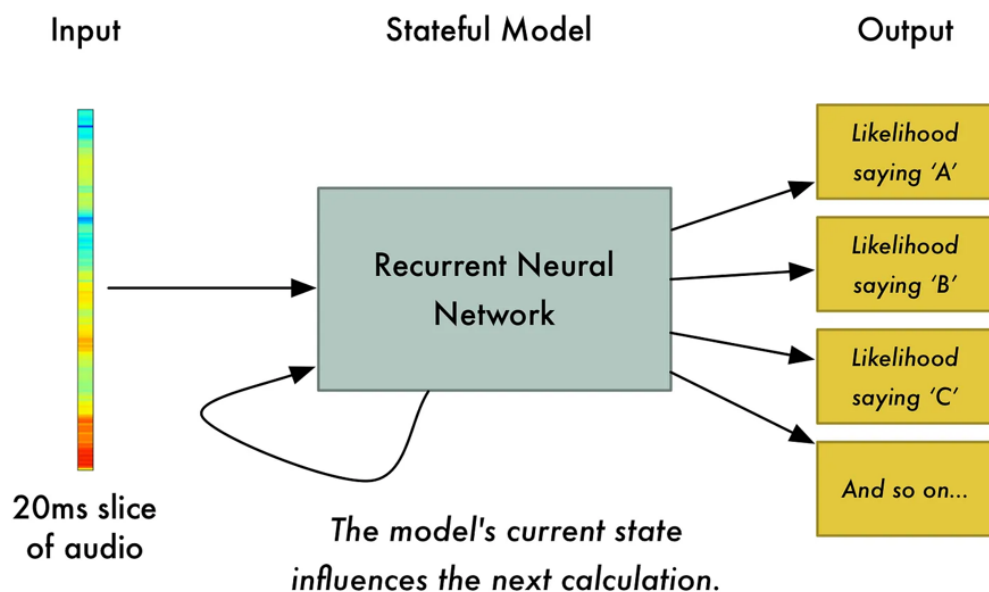 Input
Stateful Model
Output
20ms slice
of audio
Recurrent Neural
Network
The model's current state
influences the next calculation.
Likelihood
saying ‘A’
Likelihood
saying ‘B’
Likelihood
saying ‘C’
And so on...